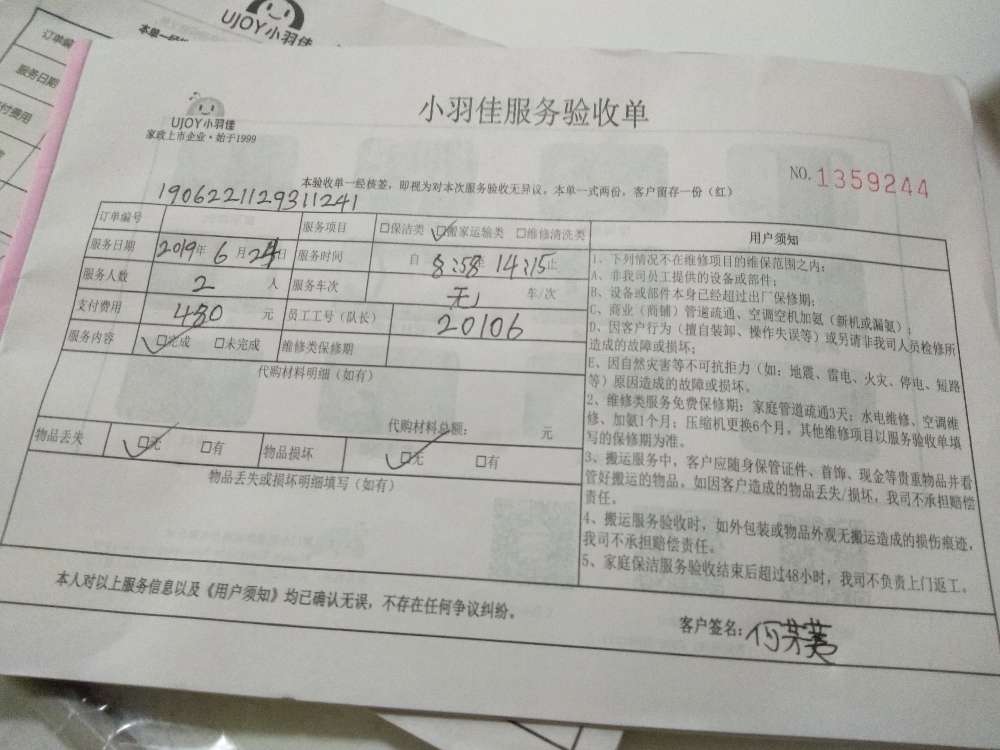 UJOY小羽佳
订单编
服务日期
付费用
UJOY小羽佳
家政上市企业·始于1999
小羽佳服务验收单
本验收单一经核签，即视为对本次服务验收无异议。本单一式两份，客户留存一份（红）
NO.1359244
1906221129311241
订单编号 服务项目 □保洁类 □搬家运输类 □维修清洗类
服务日期 2019年 6月24日 服务时间 自 8:58 至 14:15止
服务人数 2 人 服务车次 无 车/次
支付费用 480 元 员工工号（队长） 20106
服务内容 □完成 □未完成 维修类保修期
代购材料明细（如有）
代购材料总额： 元
物品丢失 □无 □有 物品损坏 □无 □有
物品丢失或损坏明细填写（如有）
用户须知
1、下列情况不在维修项目的维保范围之内：
A、非我司员工提供的设备或部件；
B、设备或部件本身已经超过出厂保修期；
C、商业（商铺）管道疏通、空调空机加氨（新机或漏氨）；
D、因客户行为（擅自装卸、操作失误等）或另请非我司人员检修所
造成的故障或损坏；
E、因自然灾害等不可抗拒力（如：地震、雷电、火灾、停电、短路
等）原因造成的故障或损坏。
2、维修类服务免费保修期：家庭管道疏通3天；水电维修、空调维
修、加氨1个月；压缩机更换6个月，其他维修项目以服务验收单填
写的保修期为准。
3、搬运服务中，客户应随身保管证件、首饰、现金等贵重物品并看
管好搬运的物品，如因客户造成的物品丢失/损坏，我司不承担赔偿
责任。
4、搬运服务验收时，如外包装或物品外观无搬运造成的损伤痕迹，
我司不承担赔偿责任。
5、家庭保洁服务验收结束后超过48小时，我司不负责上门返工。
本人对以上服务信息以及《用户须知》均已确认无误，不存在任何争议纠纷。
客户签名：何